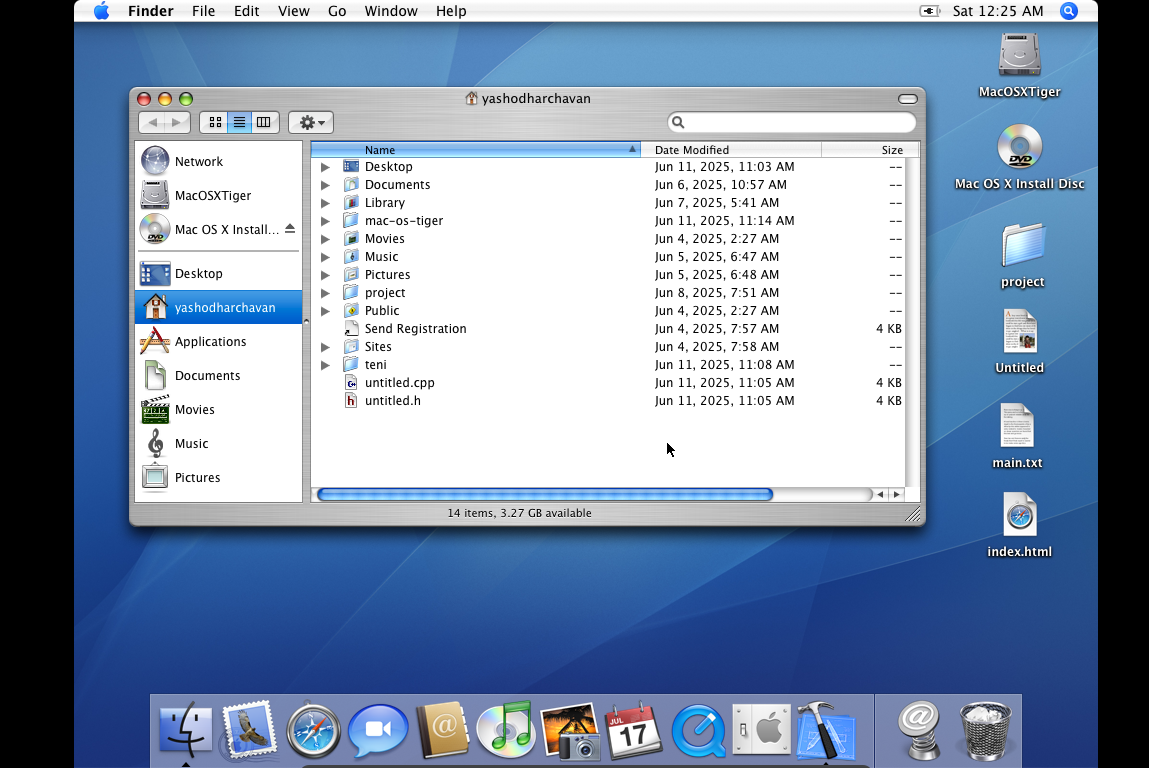 Finder File Edit View Go Window Help Sat 12:25 AM
MacOSXTiger
Mac OS X Install Disc
project
Untitled
main.txt
index.html
yashodharchavan
Network
MacOSXTiger
Mac OS X Install...
Desktop
yashodharchavan
Applications
Documents
Movies
Music
Pictures
Name Date Modified Size
Desktop Jun 11, 2025, 11:03 AM --
Documents Jun 6, 2025, 10:57 AM --
Library Jun 7, 2025, 5:41 AM --
mac-os-tiger Jun 11, 2025, 11:14 AM --
Movies Jun 4, 2025, 2:27 AM --
Music Jun 5, 2025, 6:47 AM --
Pictures Jun 5, 2025, 6:48 AM --
project Jun 8, 2025, 7:51 AM --
Public Jun 4, 2025, 2:27 AM --
Send Registration Jun 4, 2025, 7:57 AM 4 KB
Sites Jun 4, 2025, 7:58 AM --
teni Jun 11, 2025, 11:08 AM --
untitled.cpp Jun 11, 2025, 11:05 AM 4 KB
untitled.h Jun 11, 2025, 11:05 AM 4 KB
14 items, 3.27 GB available
DVD
DVD
JUL
17
@
@